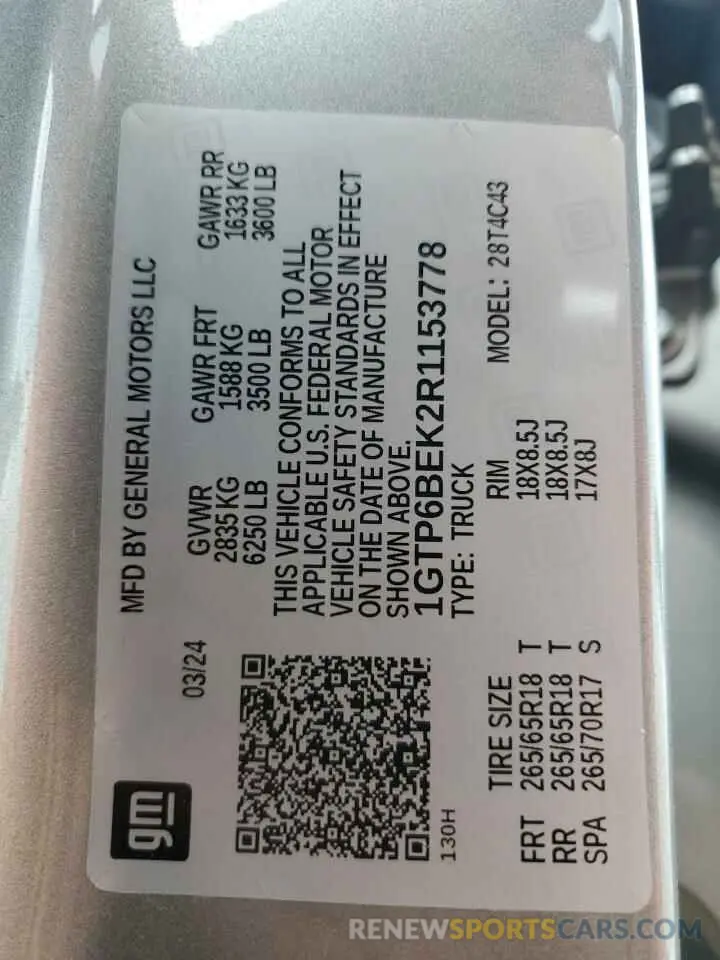 gm
MFD BY GENERAL MOTORS LLC
03/24
GVWR GAWR FRT GAWR RR
2835 KG 1588 KG 1633 KG
6250 LB 3500 LB 3600 LB
THIS VEHICLE CONFORMS TO ALL
APPLICABLE U.S. FEDERAL MOTOR
VEHICLE SAFETY STANDARDS IN EFFECT
ON THE DATE OF MANUFACTURE
SHOWN ABOVE.
1GTP6BEK2R1153778
TYPE: TRUCK
130H
MODEL: 28T4C43
TIRE SIZE RIM
FRT 265/65R18 T 18X8.5J
RR 265/65R18 T 18X8.5J
SPA 265/70R17 S 17X8J
RENEWSPORTSCARS.COM